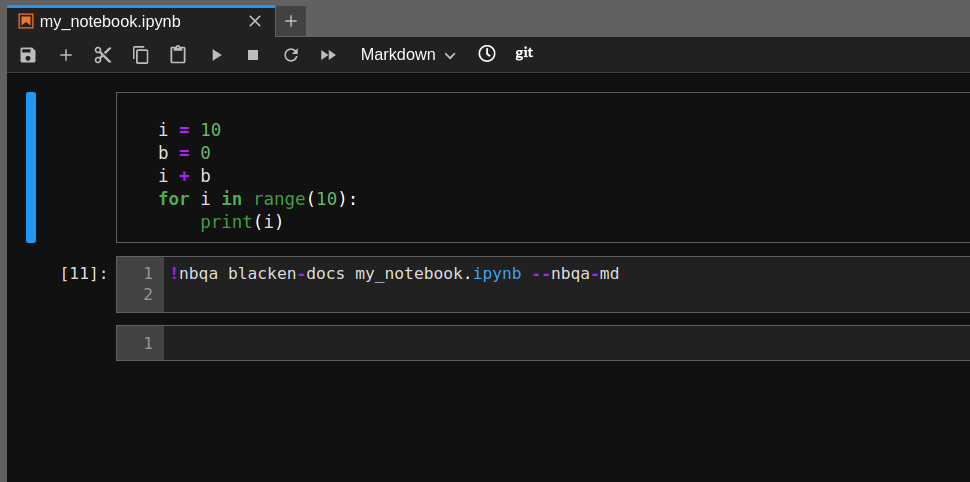 my_notebook.ipynb
Markdown
git
i = 10
b = 0
i + b
for i in range(10):
    print(i)
[11]:
1 !nbqa blacken-docs my_notebook.ipynb --nbqa-md
2
1